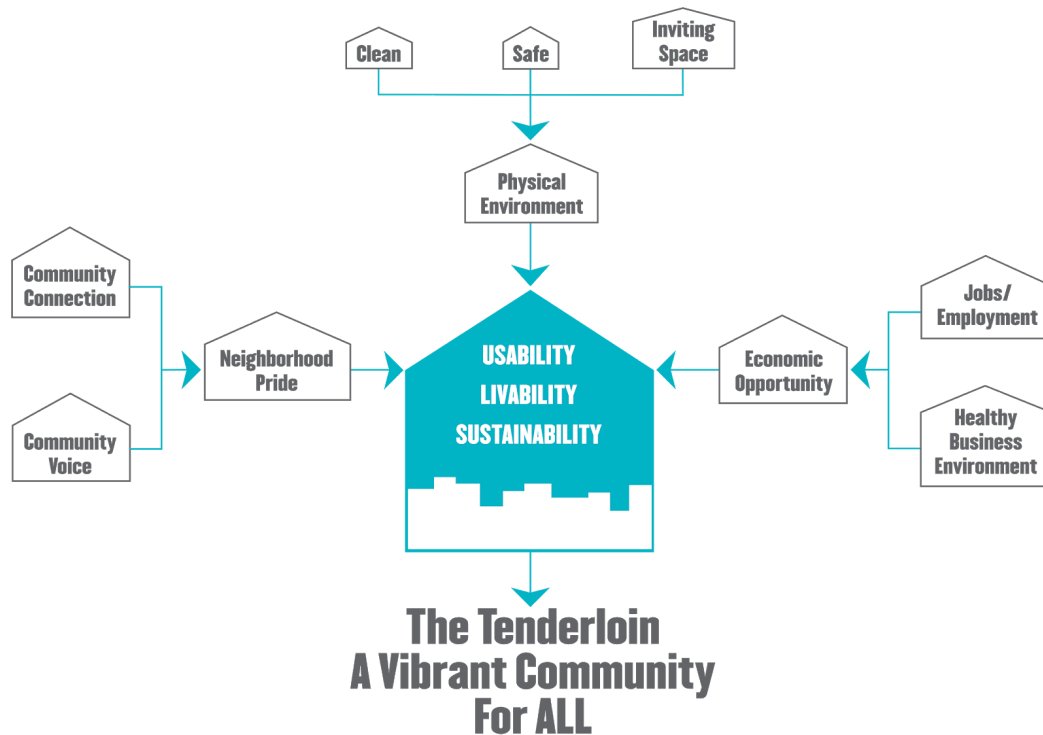 Clean
Safe
Inviting
Space
Physical
Environment
Community
Connection
Community
Voice
Neighborhood
Pride
USABILITY
LIVABILITY
SUSTAINABILITY
Economic
Opportunity
Jobs/
Employment
Healthy
Business
Environment
The Tenderloin
A Vibrant Community
For ALL